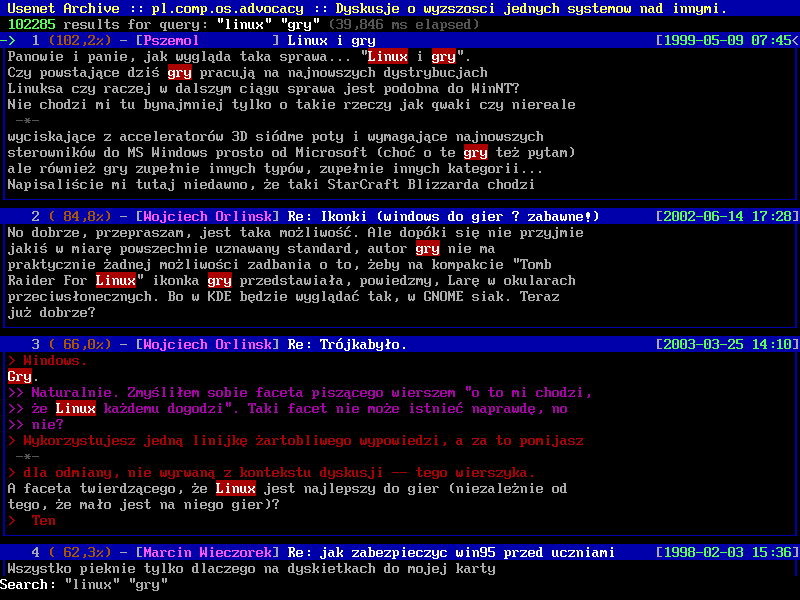 Usenet Archive :: pl.comp.os.advocacy :: Dyskusje o wyzszosci jednych systemow nad innymi.
102285 results for query: "linux" "gry" (39,846 ms elapsed)
-> 1 (102,2%) - [Pszemol ] Linux i gry [1999-05-09 07:45<
Panowie i panie, jak wygląda taka sprawa... "Linux i gry".
Czy powstające dziś gry pracują na najnowszych dystrybucjach
Linuksa czy raczej w dalszym ciągu sprawa jest podobna do WinNT?
Nie chodzi mi tu bynajmniej tylko o takie rzeczy jak qwaki czy niereale
-*-
wyciskające z acceleratorów 3D siódme poty i wymagające najnowszych
sterowników do MS Windows prosto od Microsoft (choć o te gry też pytam)
ale również gry zupełnie innych typów, zupełnie innych kategorii...
Napisaliście mi tutaj niedawno, że taki StarCraft Blizzarda chodzi
2 ( 84,8%) - [Wojciech Orlinsk] Re: Ikonki (windows do gier ? zabawne!) [2002-06-14 17:28]
No dobrze, przepraszam, jest taka możliwość. Ale dopóki się nie przyjmie
jakiś w miarę powszechnie uznawany standard, autor gry nie ma
praktycznie żadnej możliwości zadbania o to, żeby na kompakcie "Tomb
Raider For Linux" ikonka gry przedstawiała, powiedzmy, Larę w okularach
przeciwsłonecznych. Bo w KDE będzie wyglądać tak, w GNOME siak. Teraz
już dobrze?
3 ( 66,0%) - [Wojciech Orlinsk] Re: Trójkabyło. [2003-03-25 14:10]
> Windows.
Gry.
>> Naturalnie. Zmyśliłem sobie faceta piszącego wierszem "o to mi chodzi,
>> że Linux każdemu dogodzi". Taki facet nie może istnieć naprawdę, no
>> nie?
> Wykorzystujesz jedną linijkę żartobliwego wypowiedzi, a za to pomijasz
-*-
> dla odmiany, nie wyrwaną z kontekstu dyskusji -- tego wierszyka.
A faceta twierdzącego, że Linux jest najlepszy do gier (niezależnie od
tego, że mało jest na niego gier)?
> Ten
4 ( 62,3%) - [Marcin Wieczorek] Re: jak zabezpieczyc win95 przed uczniami [1998-02-03 15:36]
Wszystko pieknie tylko dlaczego na dyskietkach do mojej karty
Search: "linux" "gry"